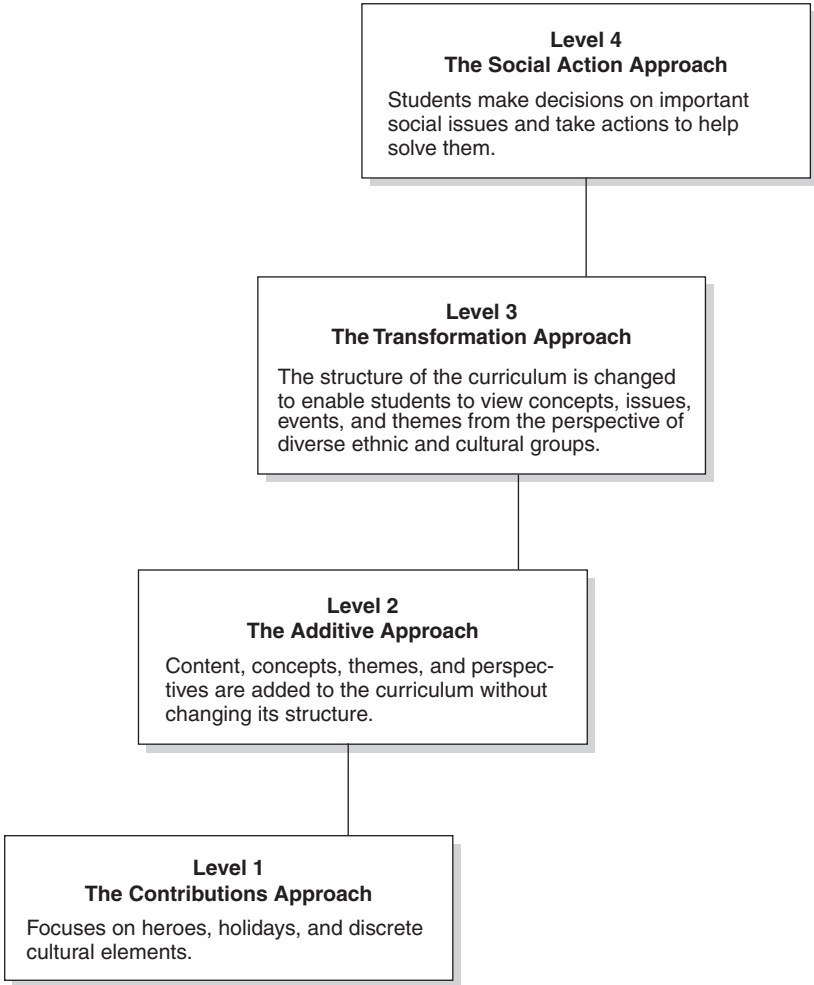 Level 4
The Social Action Approach
Students make decisions on important
social issues and take actions to help
solve them.
Level 3
The Transformation Approach
The structure of the curriculum is changed
to enable students to view concepts, issues,
events, and themes from the perspective of
diverse ethnic and cultural groups.
Level 2
The Additive Approach
Content, concepts, themes, and perspec-
tives are added to the curriculum without
changing its structure.
Level 1
The Contributions Approach
Focuses on heroes, holidays, and discrete
cultural elements.